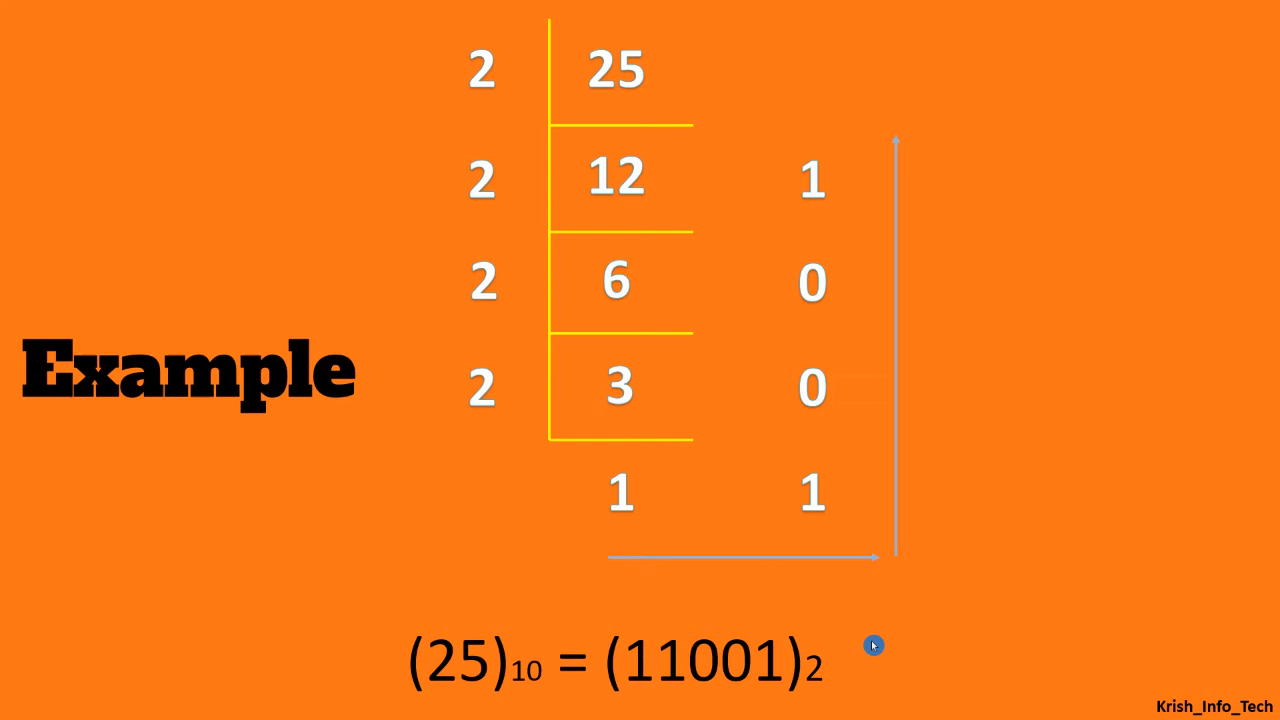 2 25
2 12 1
2 6 0
Example
2 3 0
1 1
(25)10 = (11001)2
Krish_Info_Tech